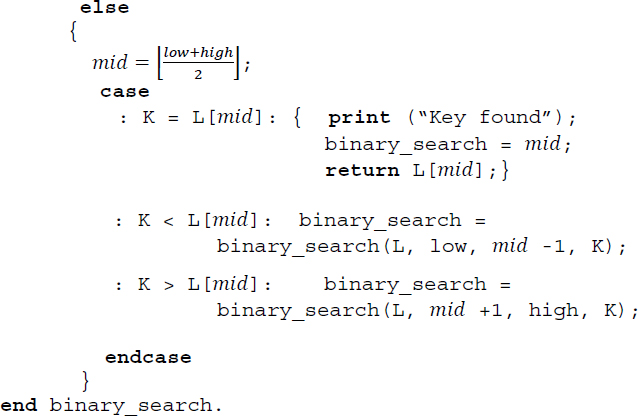 else
{
mid = ⌊low+high/2⌋;
case
: K = L[mid]: { print (“Key found”);
binary_search = mid;
return L[mid];}
: K < L[mid]: binary_search =
binary_search(L, low, mid -1, K);
: K > L[mid]: binary_search =
binary_search(L, mid +1, high, K);
endcase
}
end binary_search.